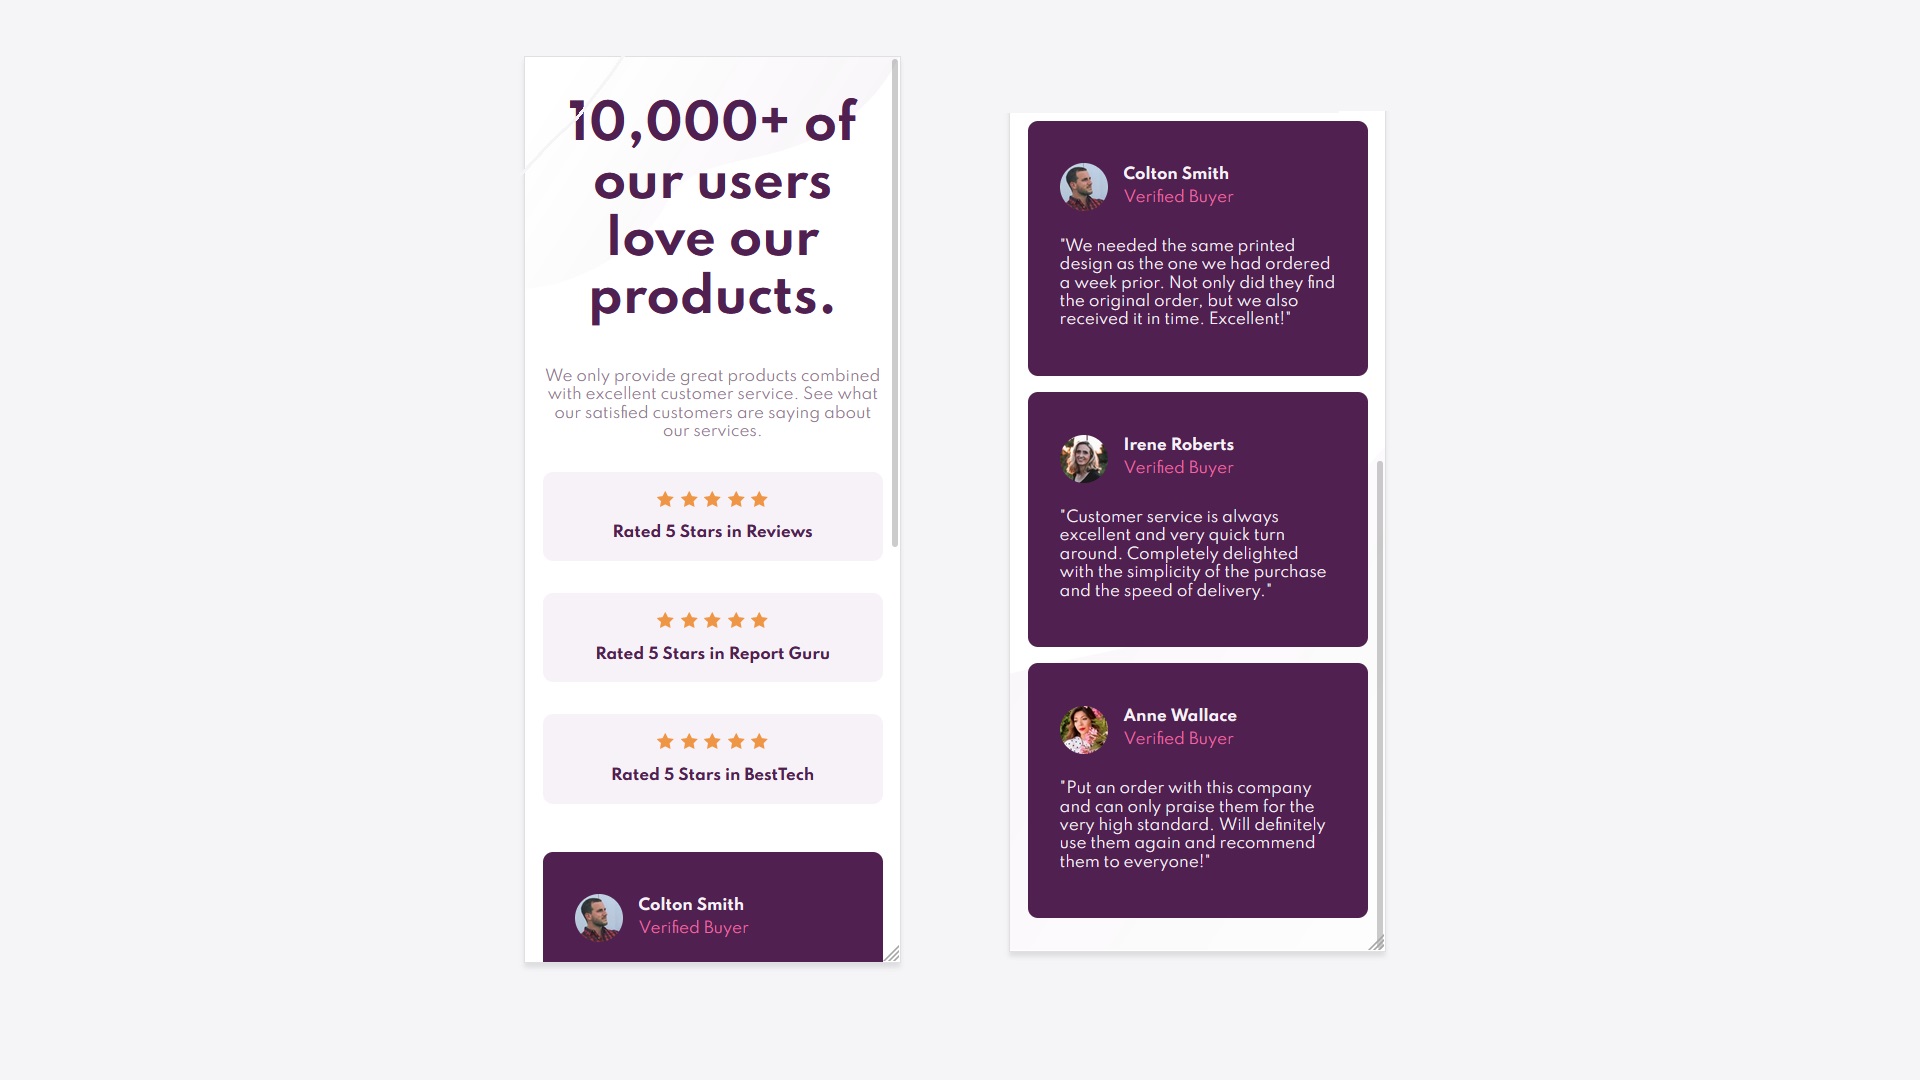 10,000+ of
our users
love our
products.
We only provide great products combined
with excellent customer service. See what
our satisfied customers are saying about
our services.
Rated 5 Stars in Reviews
Rated 5 Stars in Report Guru
Rated 5 Stars in BestTech
Colton Smith
Verified Buyer
Colton Smith
Verified Buyer
"We needed the same printed
design as the one we had ordered
a week prior. Not only did they find
the original order, but we also
received it in time. Excellent!"
Irene Roberts
Verified Buyer
"Customer service is always
excellent and very quick turn
around. Completely delighted
with the simplicity of the purchase
and the speed of delivery."
Anne Wallace
Verified Buyer
"Put an order with this company
and can only praise them for the
very high standard. Will definitely
use them again and recommend
them to everyone!"